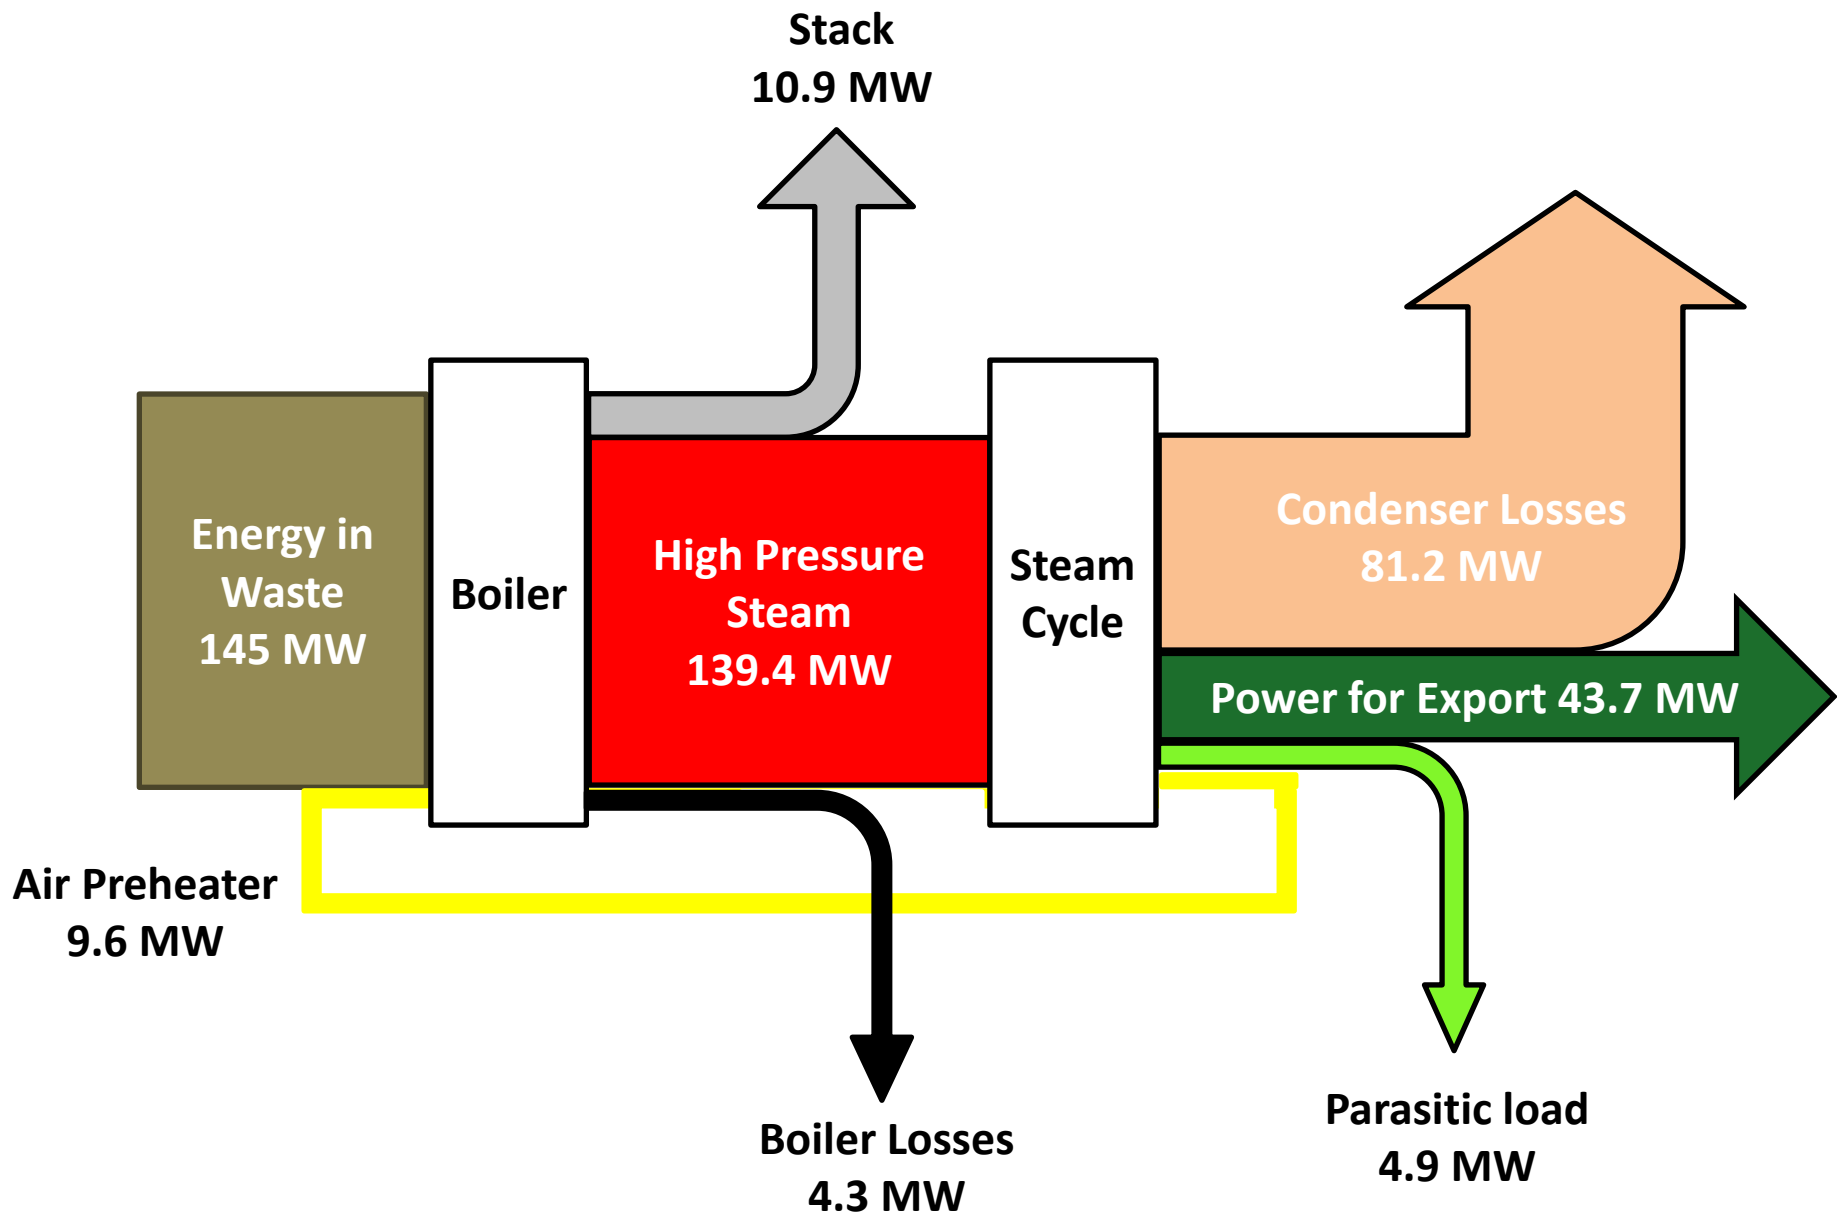 Stack
10.9 MW
Energy in
Waste
145 MW
Boiler
High Pressure
Steam
139.4 MW
Steam
Cycle
Condenser Losses
81.2 MW
Power for Export 43.7 MW
Air Preheater
9.6 MW
Boiler Losses
4.3 MW
Parasitic load
4.9 MW